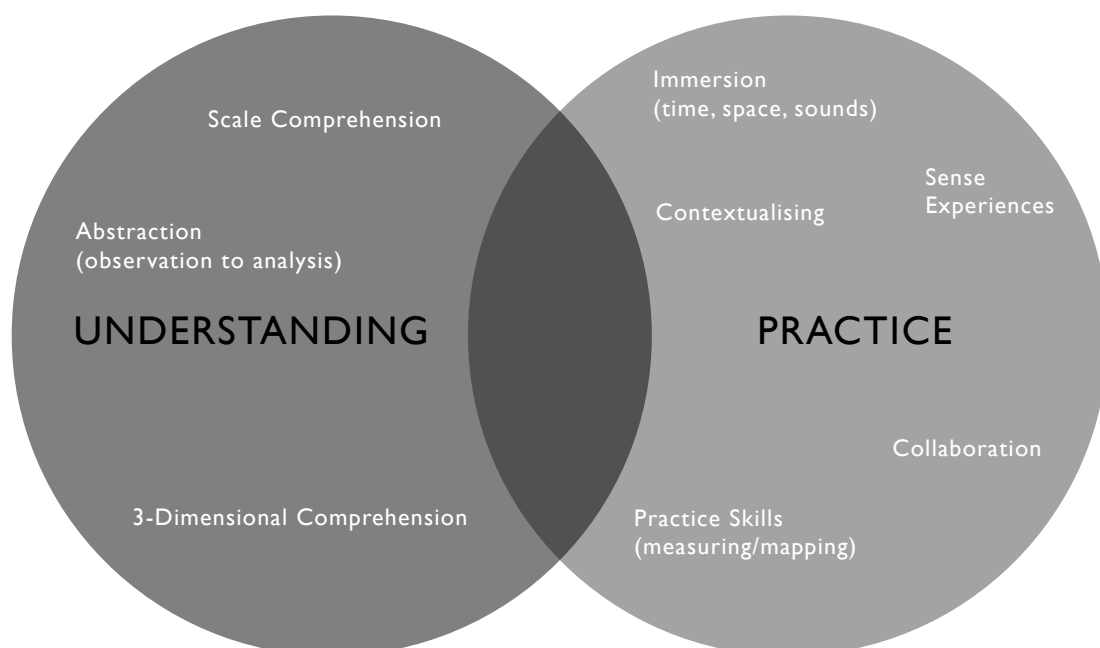 Scale Comprehension
Abstraction
(observation to analysis)
UNDERSTANDING
3-Dimensional Comprehension
Immersion
(time, space, sounds)
Sense
Experiences
Contextualising
PRACTICE
Collaboration
Practice Skills
(measuring/mapping)